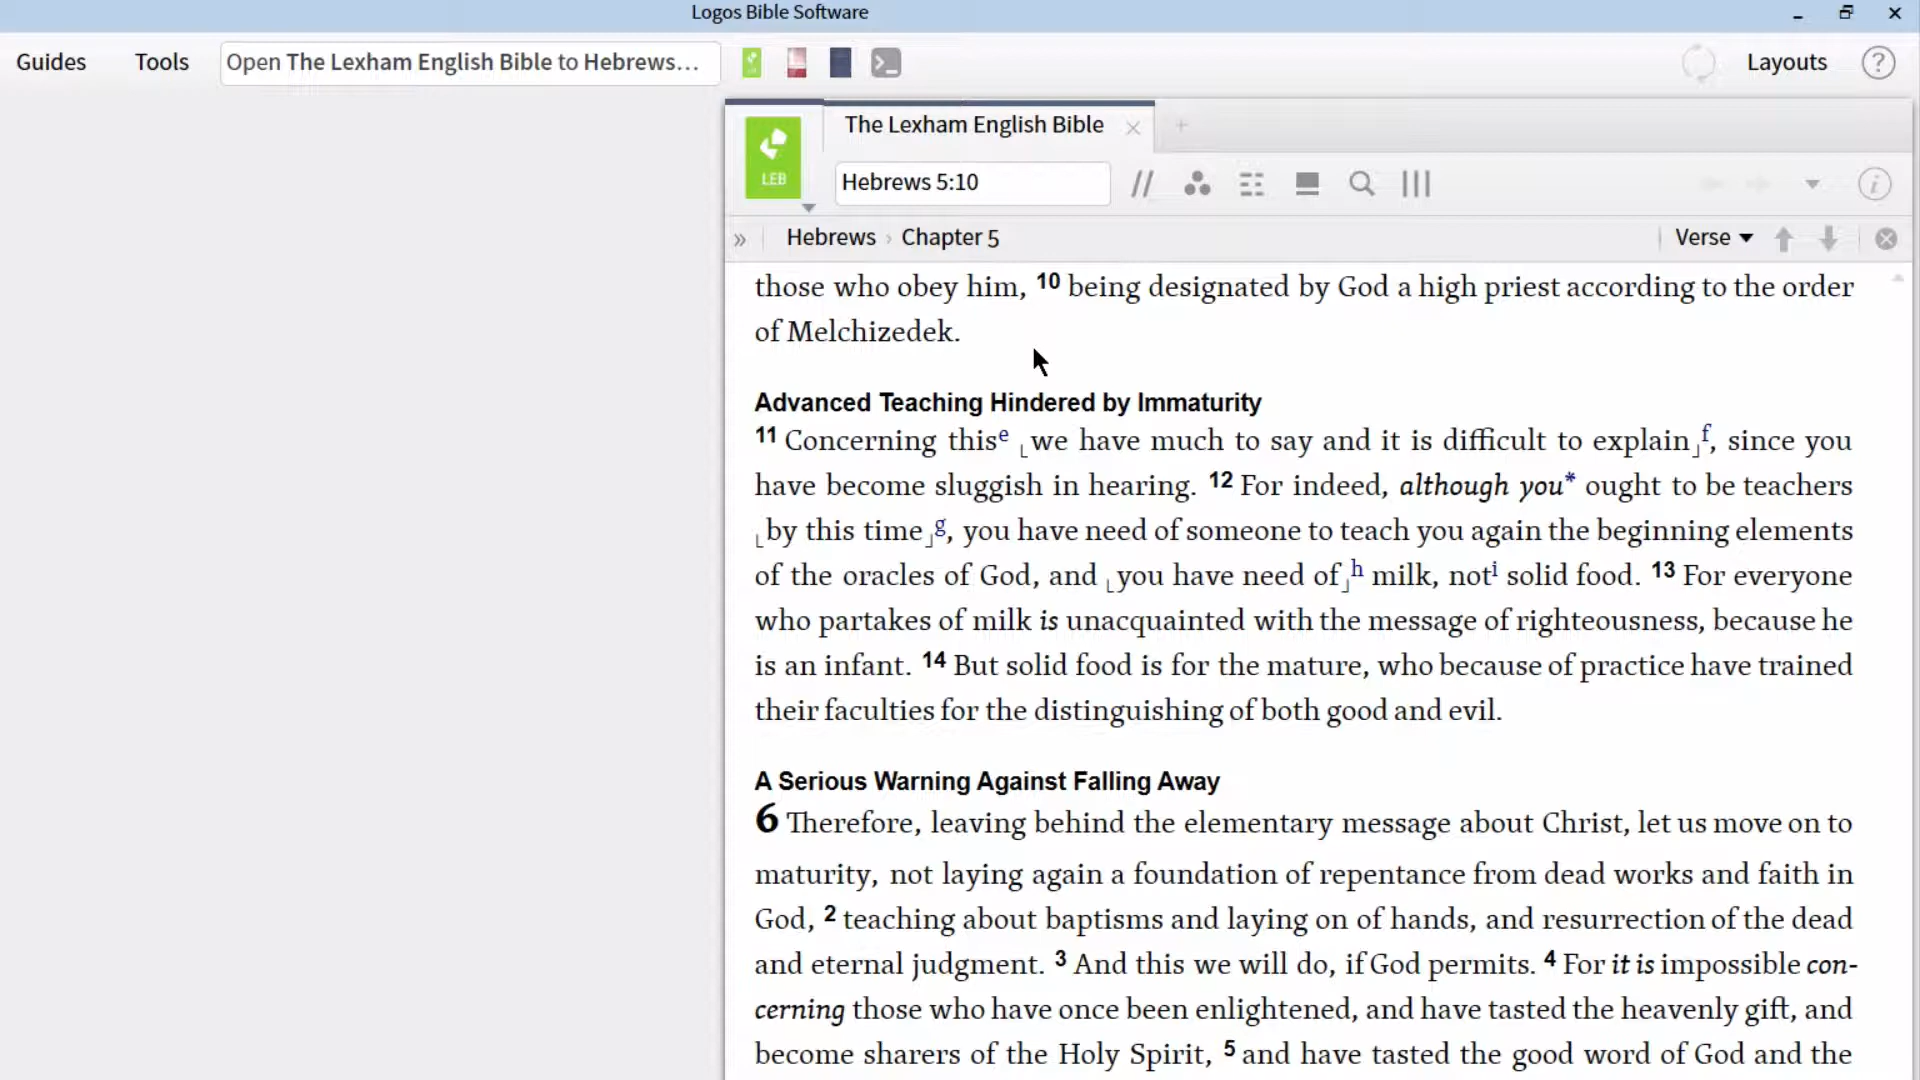 Logos Bible Software
Guides Tools Open The Lexham English Bible to Hebrews... Layouts ?
The Lexham English Bible
LEB
Hebrews 5:10
» Hebrews › Chapter 5 Verse
those who obey him, 10 being designated by God a high priest according to the order
of Melchizedek.
Advanced Teaching Hindered by Immaturity
11 Concerning thise ⌞we have much to say and it is difficult to explain⌟f, since you
have become sluggish in hearing. 12 For indeed, although you* ought to be teachers
⌞by this time⌟g, you have need of someone to teach you again the beginning elements
of the oracles of God, and ⌞you have need of⌟h milk, noti solid food. 13 For everyone
who partakes of milk is unacquainted with the message of righteousness, because he
is an infant. 14 But solid food is for the mature, who because of practice have trained
their faculties for the distinguishing of both good and evil.
A Serious Warning Against Falling Away
6 Therefore, leaving behind the elementary message about Christ, let us move on to
maturity, not laying again a foundation of repentance from dead works and faith in
God, 2 teaching about baptisms and laying on of hands, and resurrection of the dead
and eternal judgment. 3 And this we will do, if God permits. 4 For it is impossible con-
cerning those who have once been enlightened, and have tasted the heavenly gift, and
become sharers of the Holy Spirit, 5 and have tasted the good word of God and the